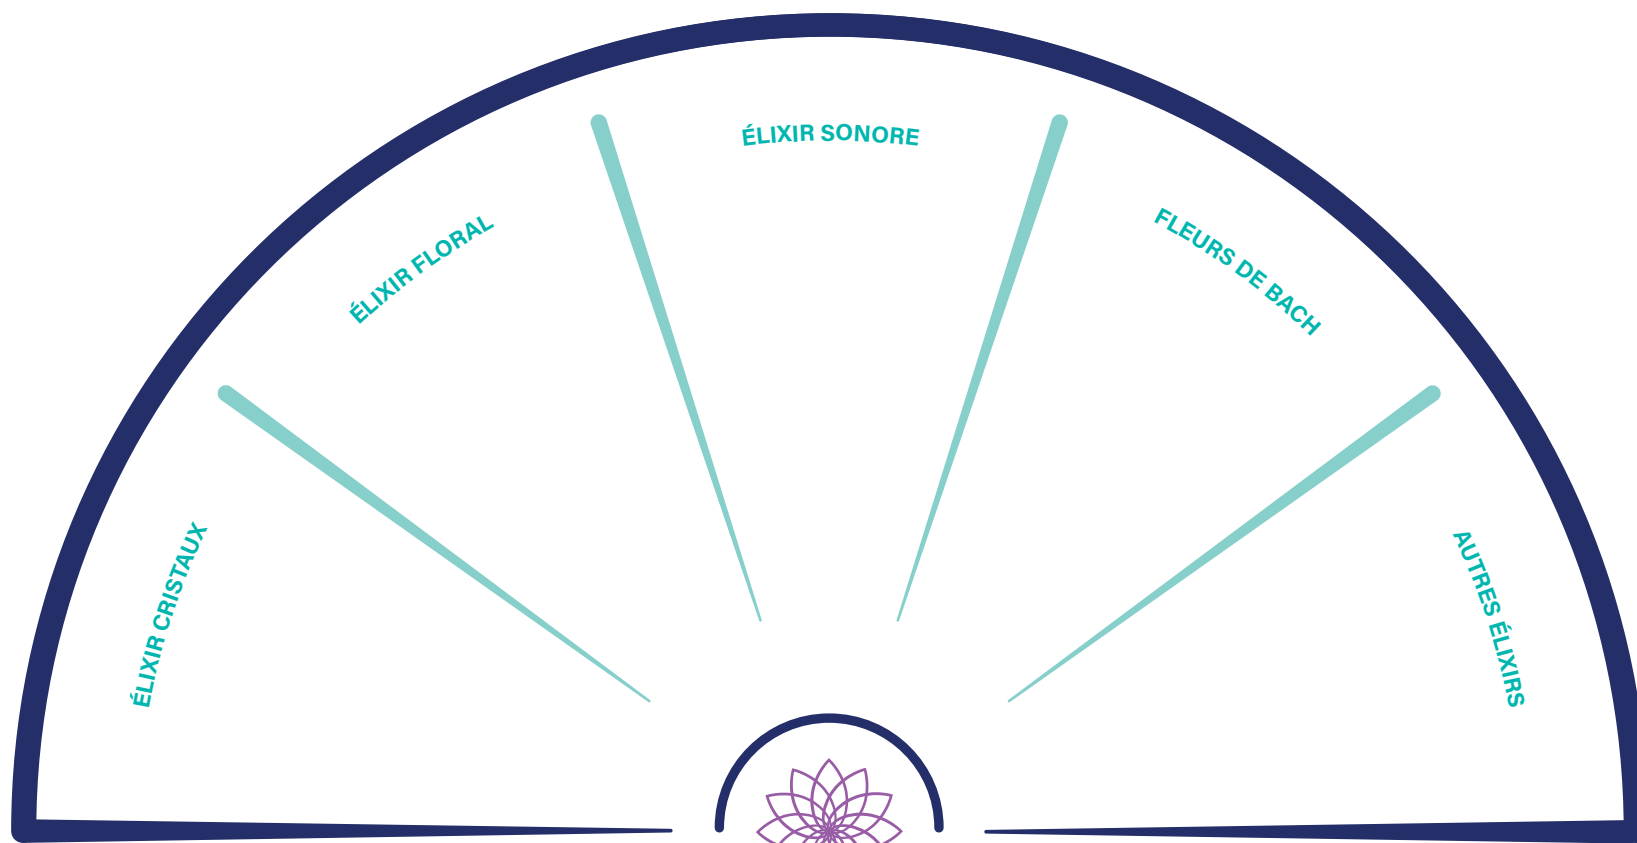 ÉLIXIR CRISTAUX
ÉLIXIR FLORAL
ÉLIXIR SONORE
FLEURS DE BACH
AUTRES ÉLIXIRS